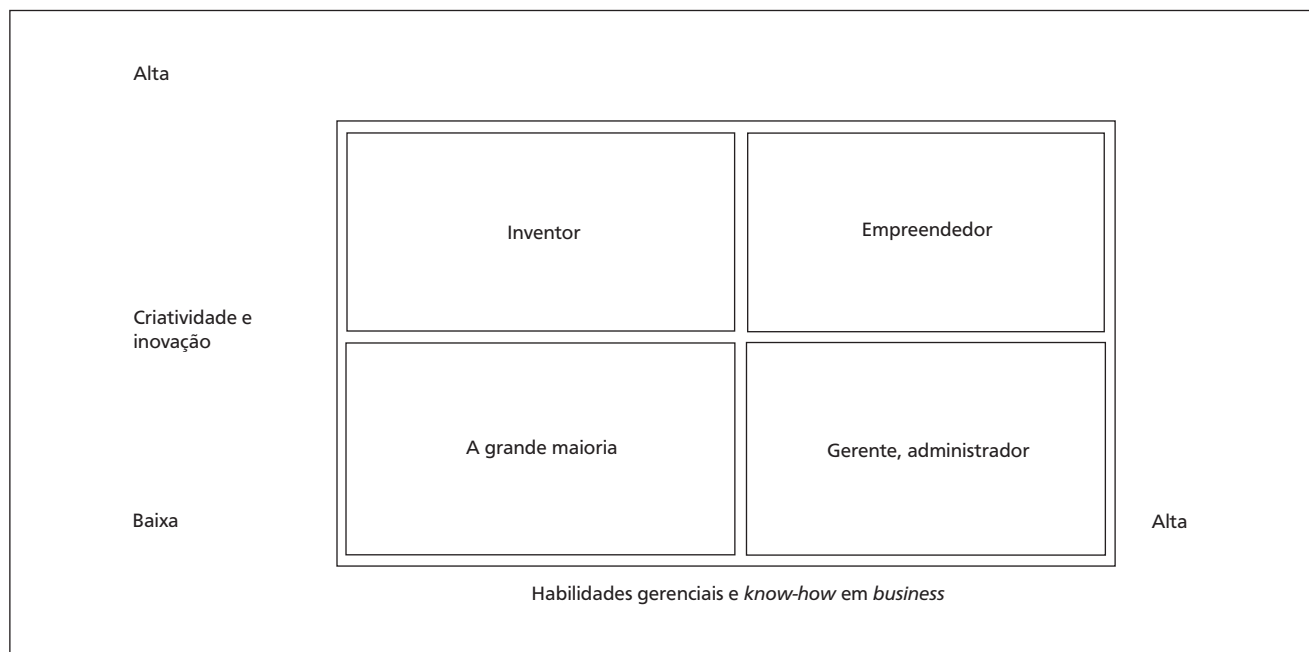 Alta
Inventor
Empreendedor
Criatividade e
inovação
A grande maioria
Gerente, administrador
Baixa
Alta
Habilidades gerenciais e know-how em business